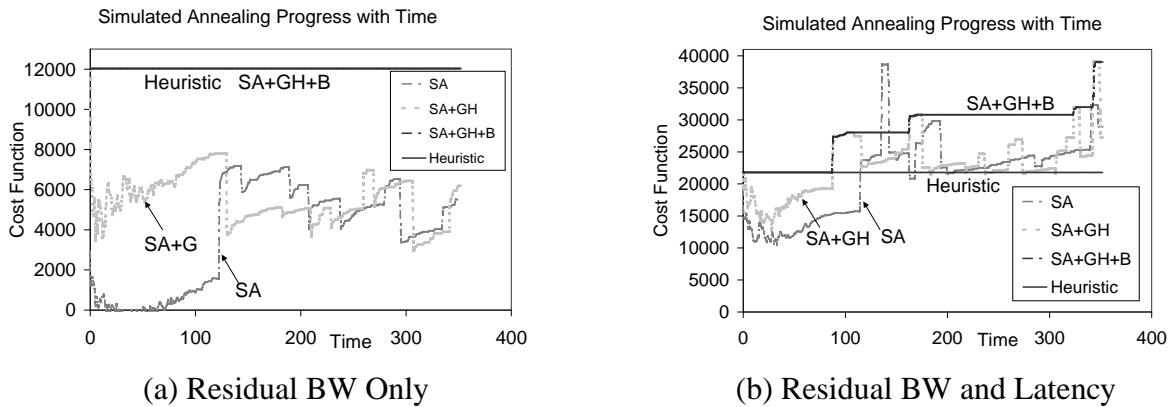 Simulated Annealing Progress with Time
12000
10000
8000
6000
4000
2000
0
Cost Function
0 100 200 300 400
Time
Heuristic SA+GH+B
SA
SA+GH
SA+GH+B
Heuristic
SA+G
SA
(a) Residual BW Only
Simulated Annealing Progress with Time
40000
35000
30000
25000
20000
15000
10000
5000
0
Cost Function
0 100 200 300 400
Time
SA+GH+B
Heuristic
SA+GH
SA
SA
SA+GH
SA+GH+B
Heuristic
(b) Residual BW and Latency